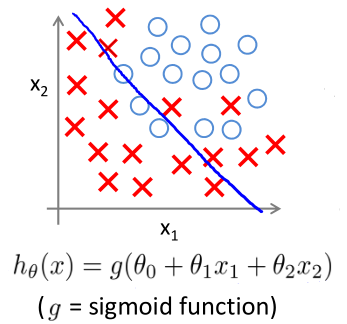 x₂
x₁
hθ(x) = g(θ₀ + θ₁x₁ + θ₂x₂)
(g = sigmoid function)